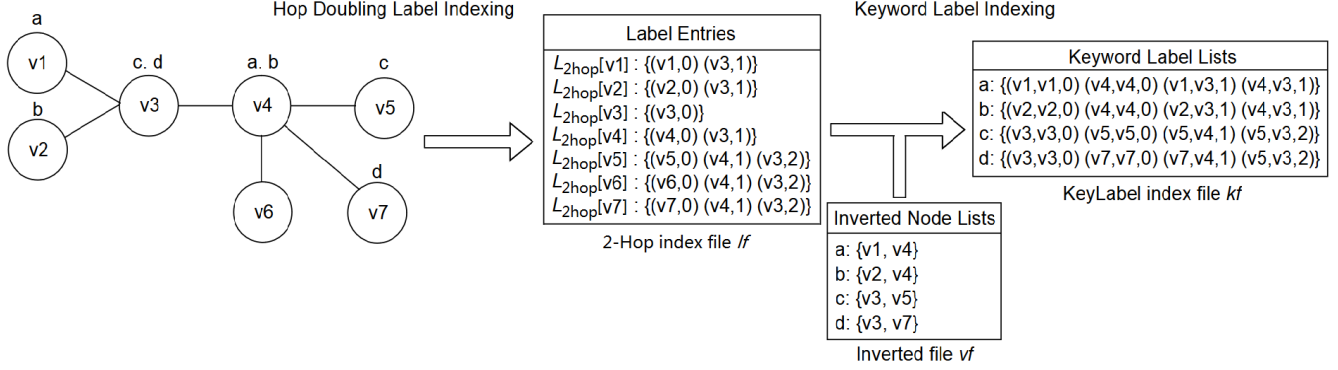 Hop Doubling Label Indexing
Keyword Label Indexing
a
v1
b
v2
c. d
v3
a. b
v4
c
v5
v6
d
v7
Label Entries
L2hop[v1] : {(v1,0) (v3,1)}
L2hop[v2] : {(v2,0) (v3,1)}
L2hop[v3] : {(v3,0)}
L2hop[v4] : {(v4,0) (v3,1)}
L2hop[v5] : {(v5,0) (v4,1) (v3,2)}
L2hop[v6] : {(v6,0) (v4,1) (v3,2)}
L2hop[v7] : {(v7,0) (v4,1) (v3,2)}
2-Hop index file lf
Inverted Node Lists
a: {v1, v4}
b: {v2, v4}
c: {v3, v5}
d: {v3, v7}
Inverted file vf
Keyword Label Lists
a: {(v1,v1,0) (v4,v4,0) (v1,v3,1) (v4,v3,1)}
b: {(v2,v2,0) (v4,v4,0) (v2,v3,1) (v4,v3,1)}
c: {(v3,v3,0) (v5,v5,0) (v5,v4,1) (v5,v3,2)}
d: {(v3,v3,0) (v7,v7,0) (v7,v4,1) (v5,v3,2)}
KeyLabel index file kf